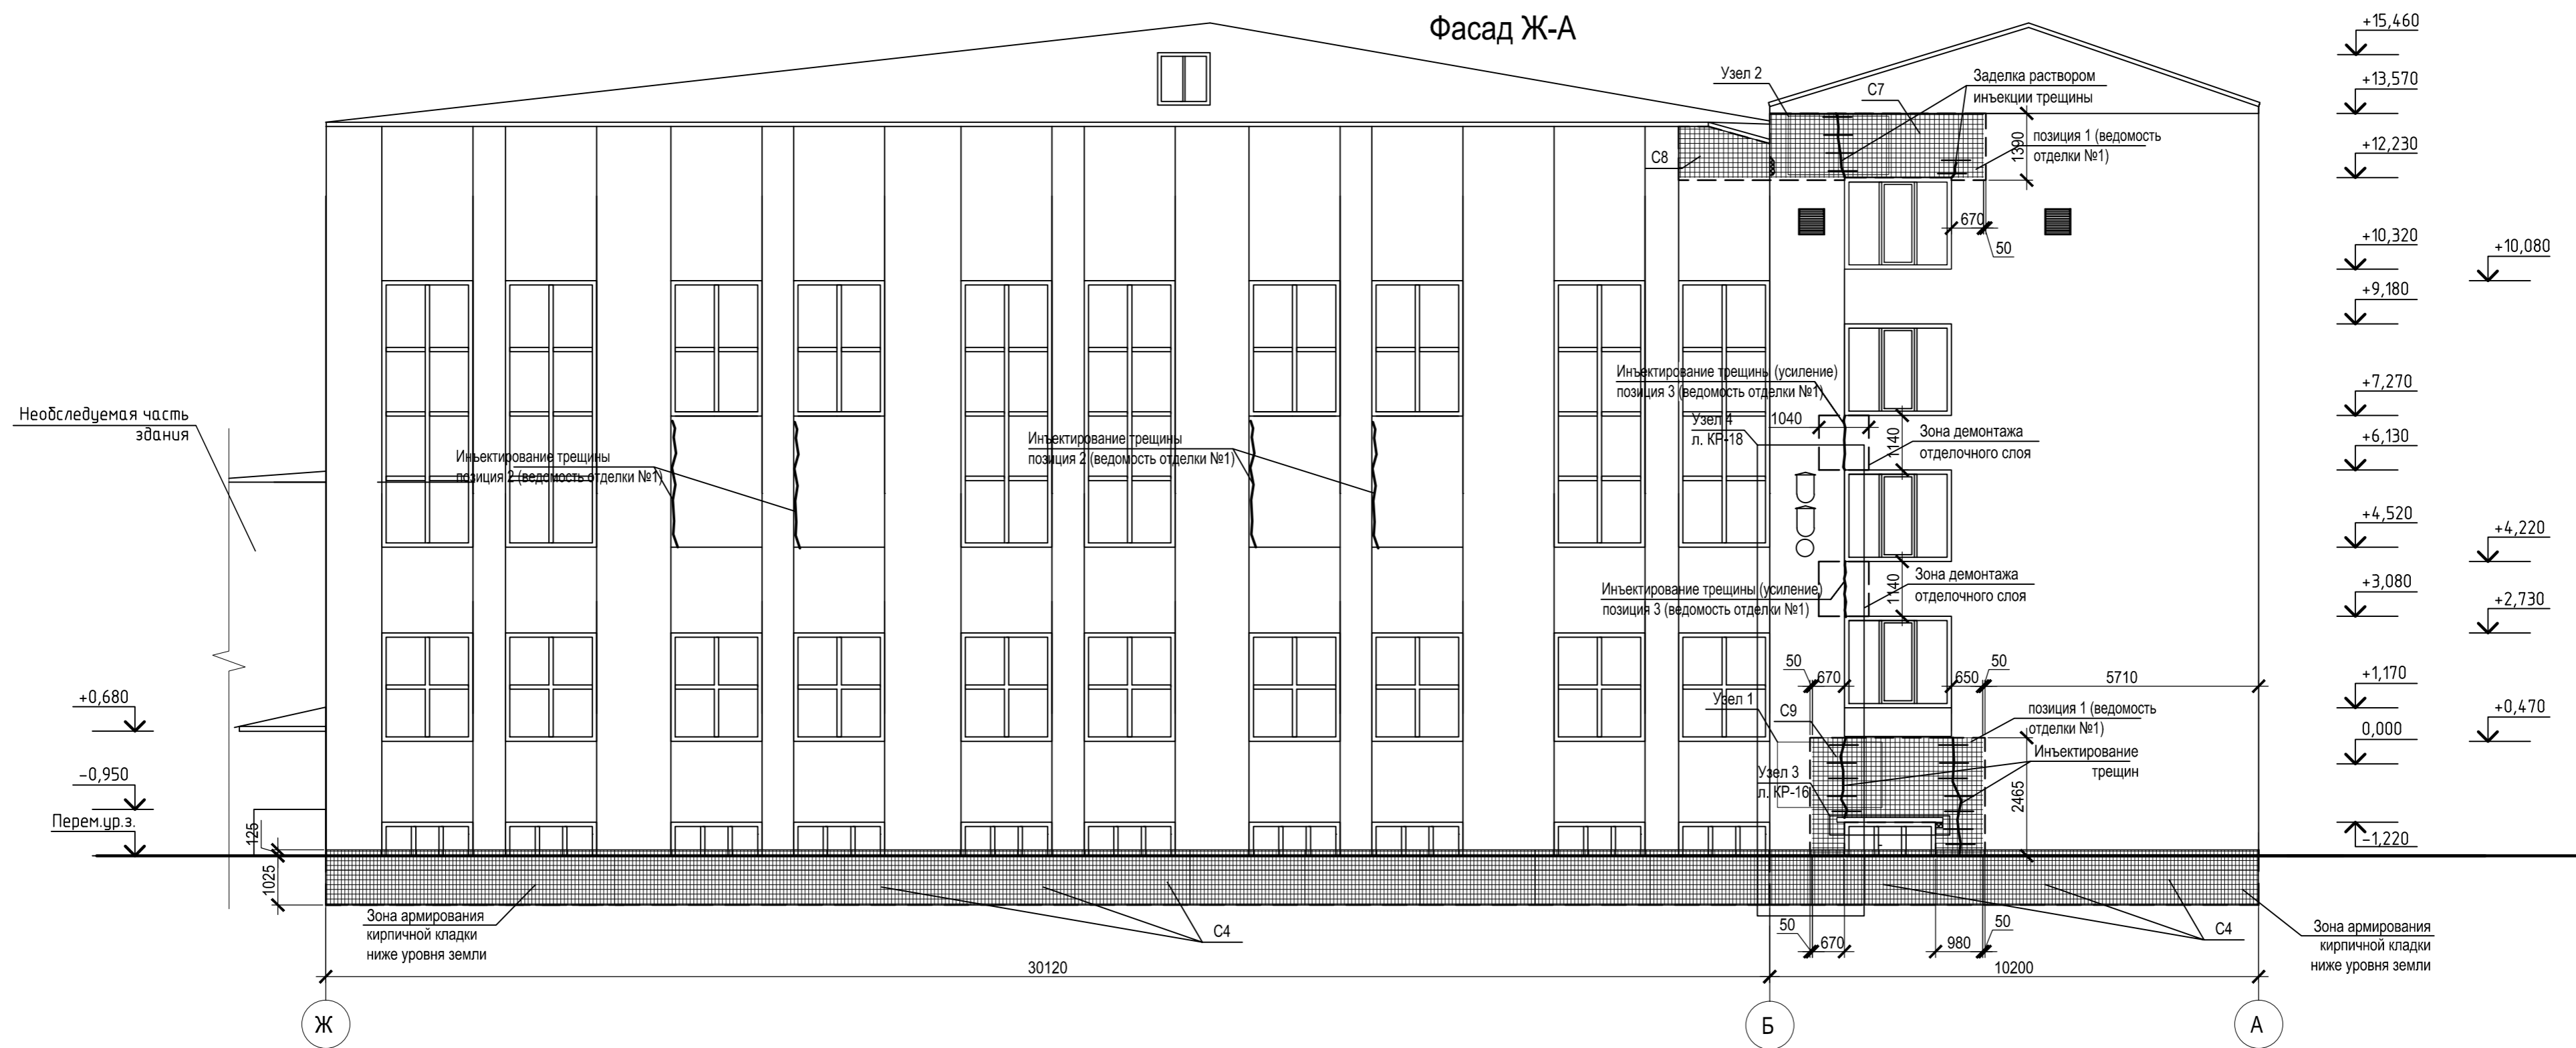 Фасад Ж-А
+15,460
+13,570
+12,230
+10,320
+10,080
+9,180
+7,270
+6,130
+4,520
+4,220
+3,080
+2,730
+1,170
+0,470
0,000
-1,220
Узел 2
С7
Заделка раствором
инъекции трещины
позиция 1 (ведомость
отделки №1)
1390
С8
670
50
Необследуемая часть
здания
Инъектирование трещины
позиция 2 (ведомость отделки №1)
Инъектирование трещины
позиция 2 (ведомость отделки №1)
Инъектирование трещины (усиление)
позиция 3 (ведомость отделки №1)
Узел 4
л. КР-18
1040
1140
Зона демонтажа
отделочного слоя
Инъектирование трещины (усиление)
позиция 3 (ведомость отделки №1)
1140
Зона демонтажа
отделочного слоя
50
670
650
50
5710
Узел 1
С9
позиция 1 (ведомость
отделки №1)
Инъектирование
трещин
Узел 3
л. КР-16
2465
+0,680
-0,950
Перем.ур.з.
125
1025
Зона армирования
кирпичной кладки
ниже уровня земли
С4
50
670
980
50
С4
Зона армирования
кирпичной кладки
ниже уровня земли
30120
10200
Ж
Б
А